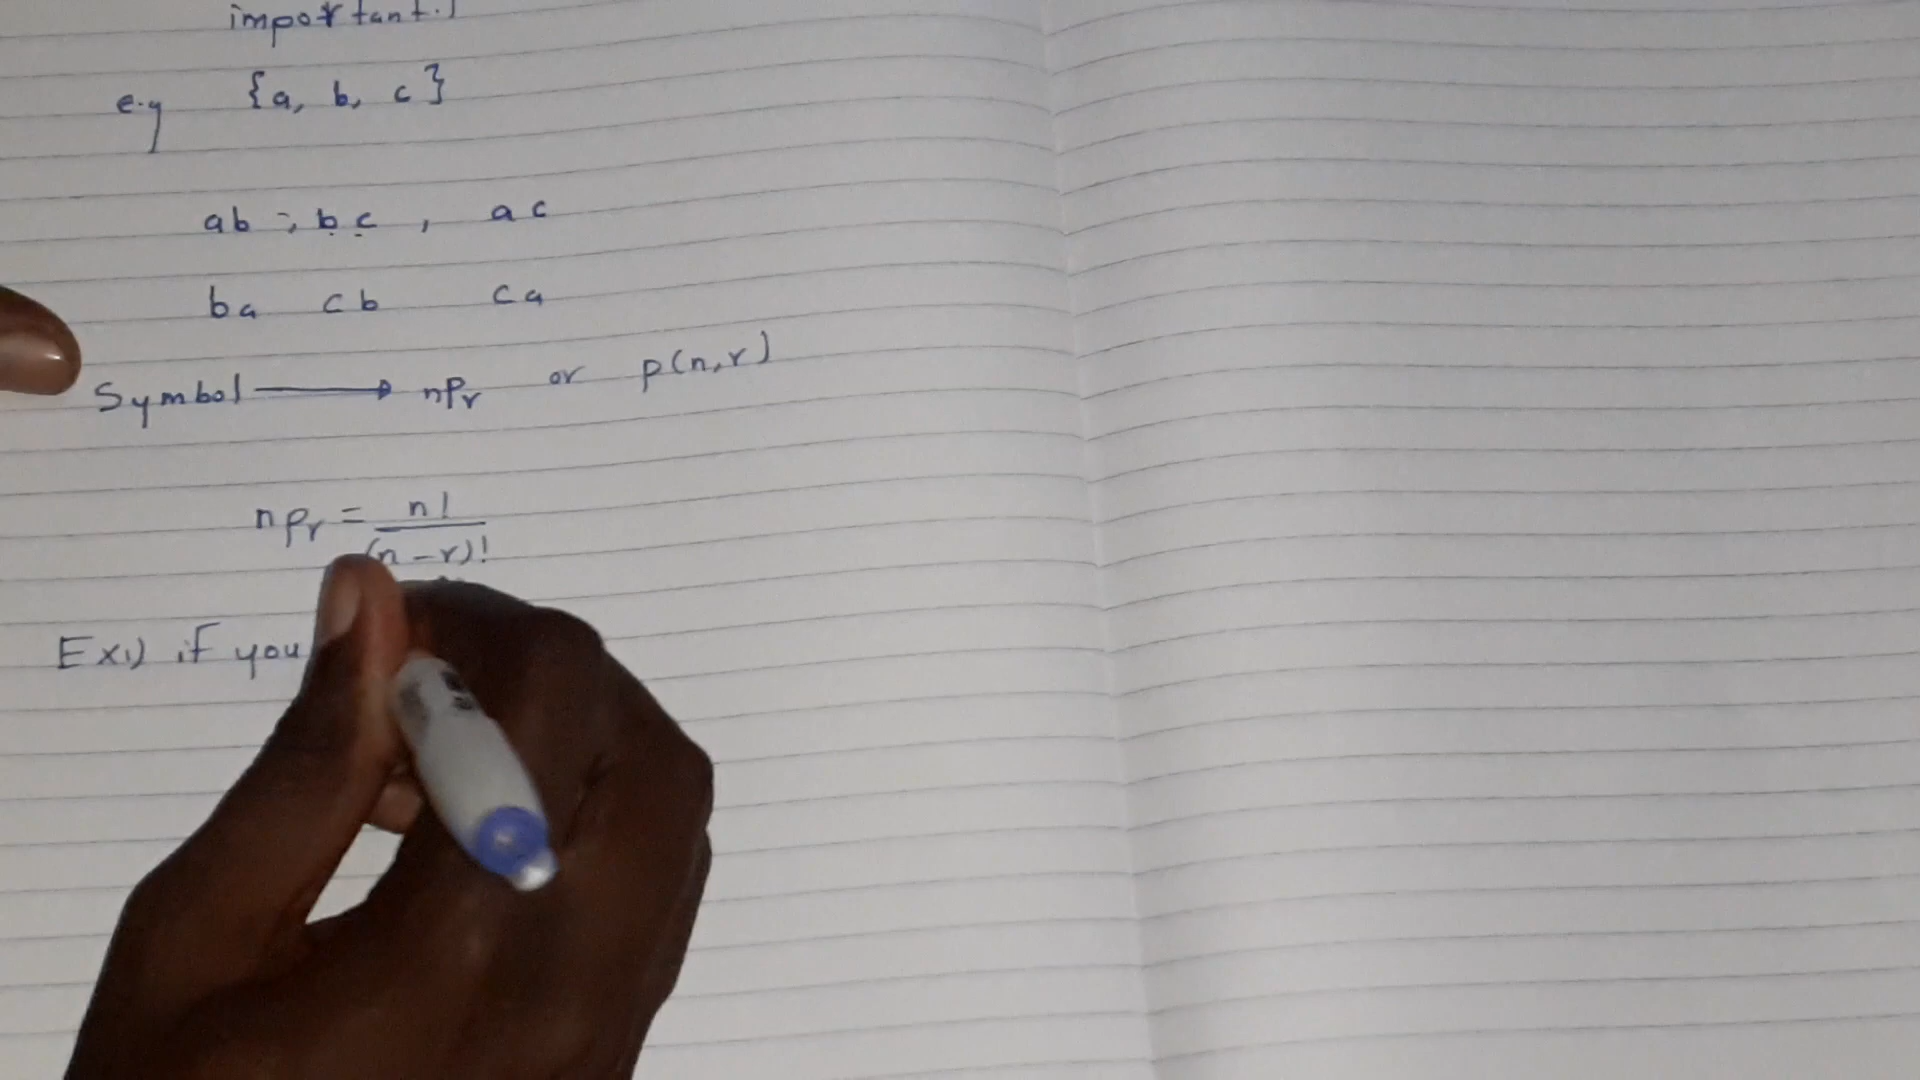 important.
e.g {a, b, c}
ab , bc , ac
ba cb ca
Symbol → nPr or p(n,r)
nPr = n!
(n-r)!
Ex1) if you